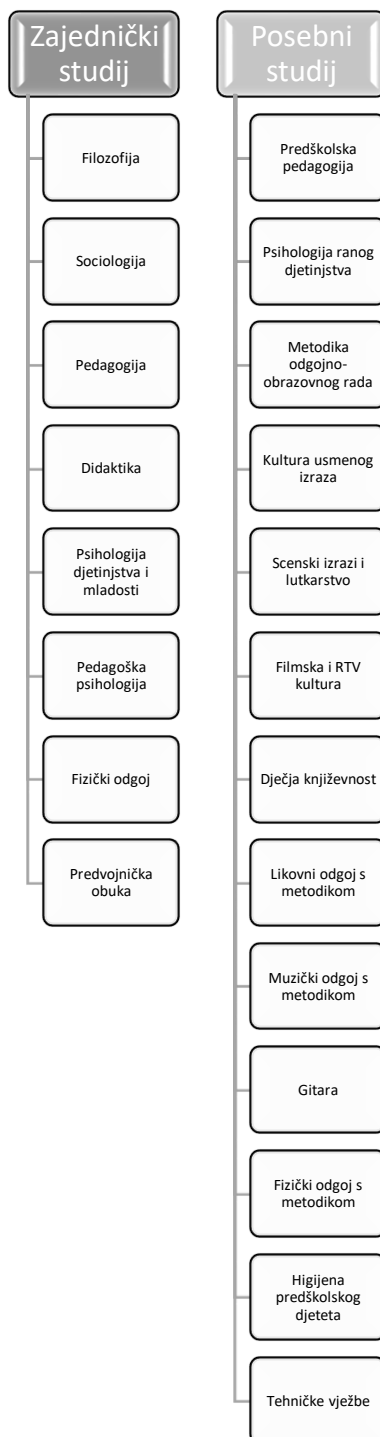 Zajednički
studij
Filozofija
Sociologija
Pedagogija
Didaktika
Psihologija
djetinjstva i
mladosti
Pedagoška
psihologija
Fizički odgoj
Predvojnička
obuka
Posebni
studij
Predškolska
pedagogija
Psihologija ranog
djetinjstva
Metodika
odgojno-
obrazovnog rada
Kultura usmenog
izraza
Scenski izrazi i
lutkarstvo
Filmska i RTV
kultura
Dječja književnost
Likovni odgoj s
metodikom
Muzički odgoj s
metodikom
Gitara
Fizički odgoj s
metodikom
Higijena
predškolskog
djeteta
Tehničke vježbe